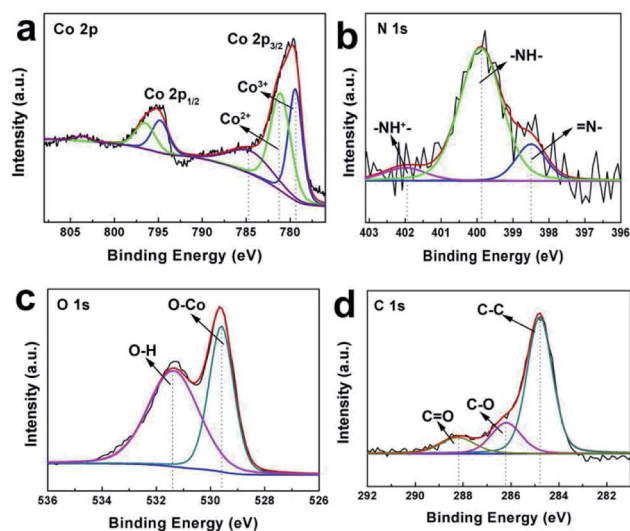 a
Co 2p
Co 2p3/2
Co 2p1/2
Co3+
Co2+
Intensity (a.u.)
805 800 795 790 785 780
Binding Energy (eV)
b
N 1s
-NH-
-NH+-
=N-
Intensity (a.u.)
403 402 401 400 399 398 397 396
Binding Energy (eV)
c
O 1s
O-Co
O-H
Intensity (a.u.)
536 534 532 530 528 526
Binding Energy (eV)
d
C 1s
C-C
C-O
C=O
Intensity (a.u.)
292 290 288 286 284 282
Binding Energy (eV)